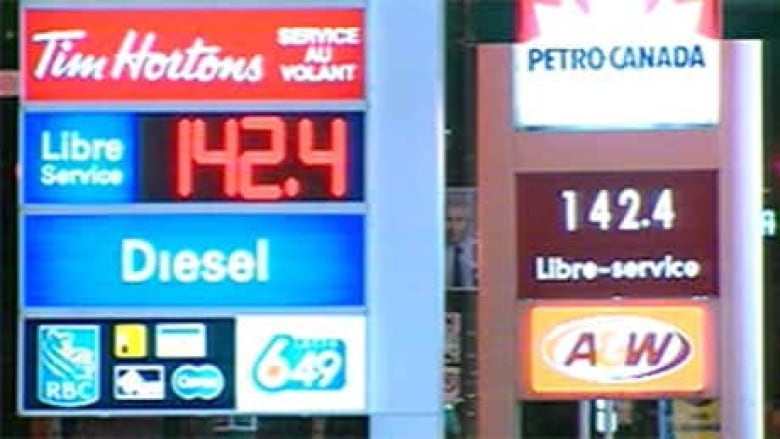 Tim Hortons
SERVICE
AU
VOLANT
Libre
Service
142.4
Diesel
RBC
6/49
PETRO-CANADA
142.4
Libre-service
A&W